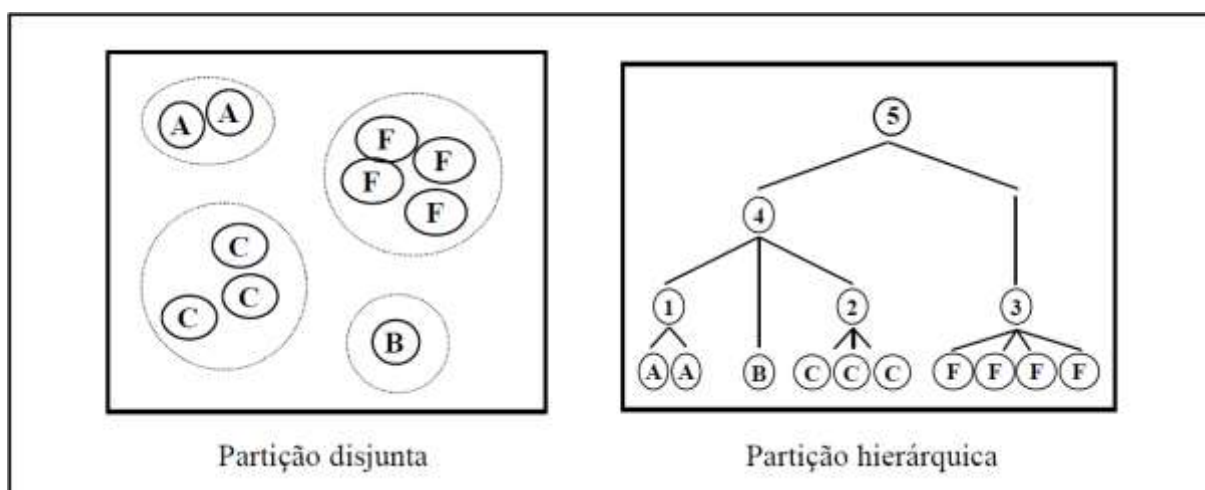 A A
F
F
F
F
C
C
C
B
Partição disjunta
5
4
1 2 3
A A B C C C F F F F
Partição hierárquica